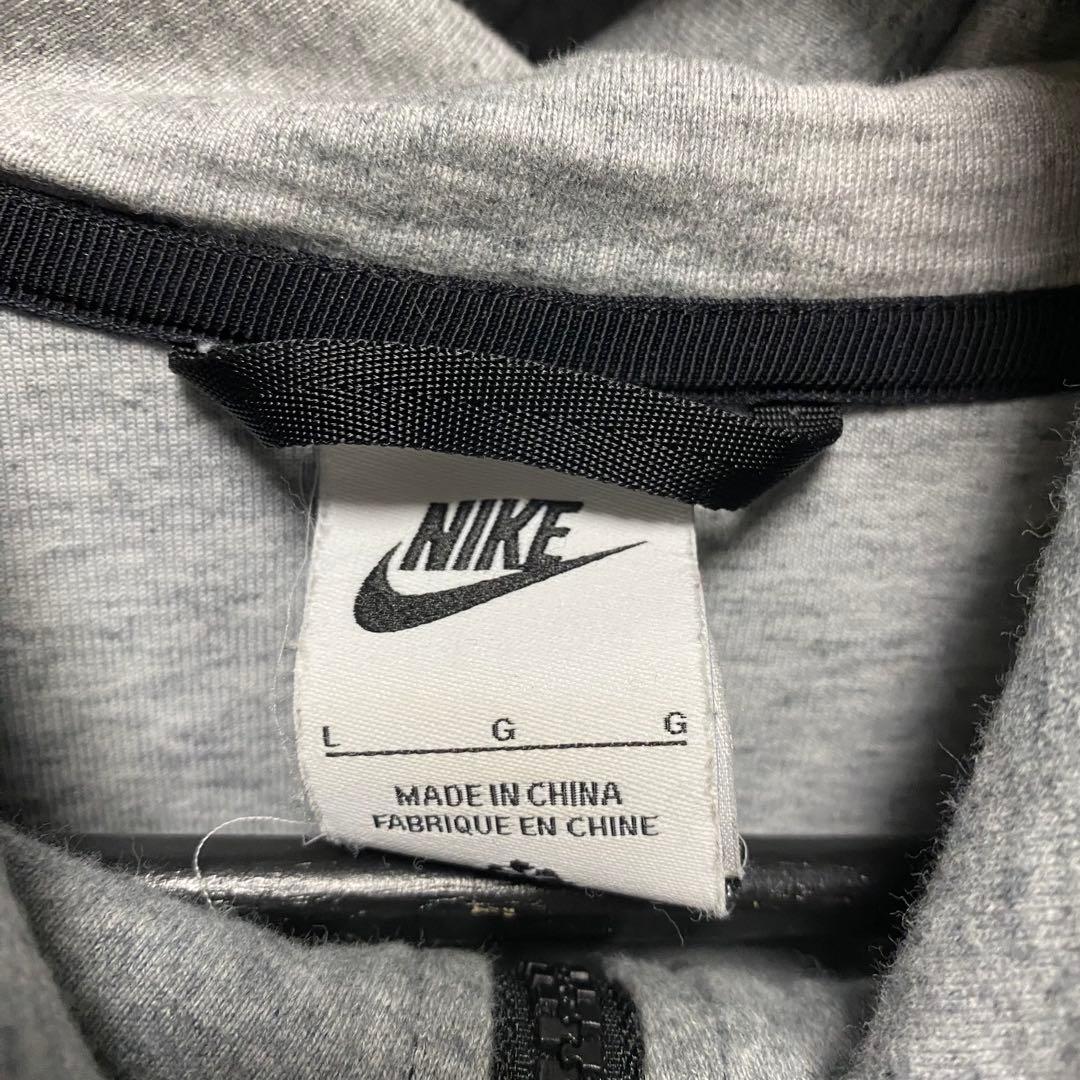 NIKE
L G G
MADE IN CHINA
FABRIQUE EN CHINE